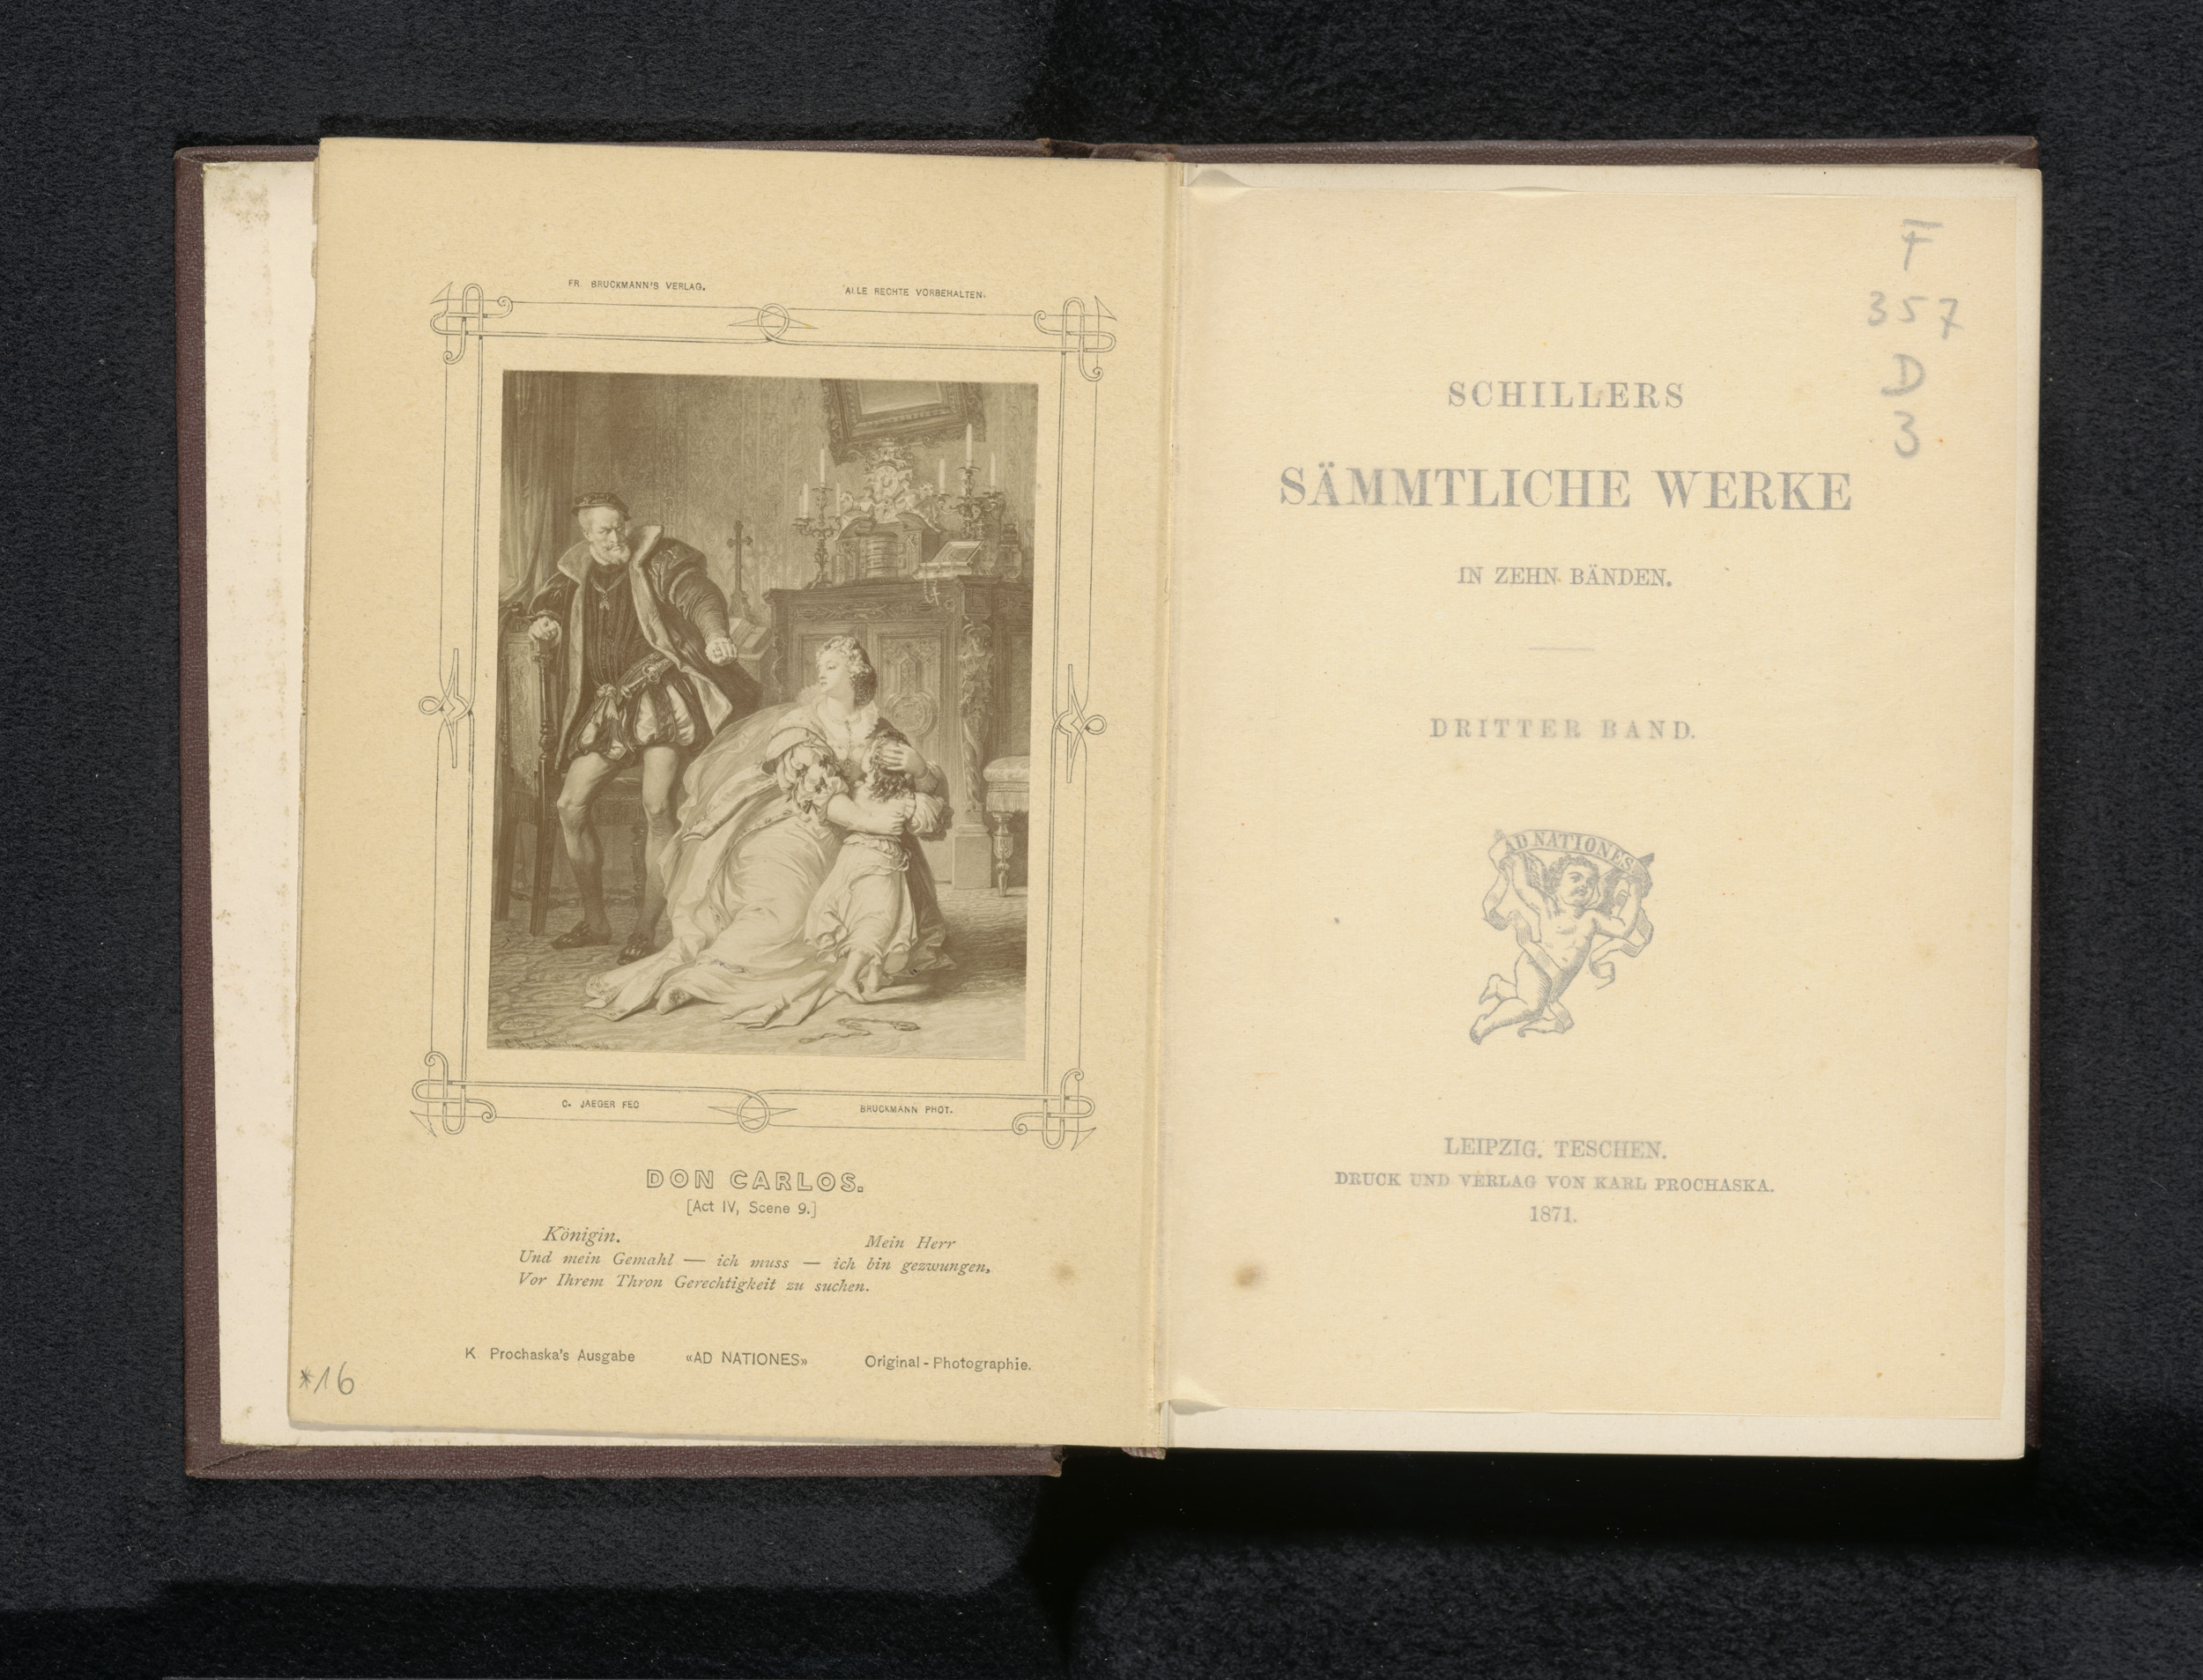 FR. BRUCKMANN'S VERLAG. ALLE RECHTE VORBEHALTEN.
C. JAEGER FEC BRUCKMANN PHOT.
DON CARLOS.
[Act IV, Scene 9.]
Königin. Mein Herr
Und mein Gemahl — ich muss — ich bin gezwungen,
Vor Ihrem Thron Gerechtigkeit zu suchen.
K Prochaska's Ausgabe «AD NATIONES» Original-Photographie.
*16
F
357
D
3
SCHILLERS
SÄMMTLICHE WERKE
IN ZEHN BÄNDEN.
DRITTER BAND.
AD NATIONES
LEIPZIG. TESCHEN.
DRUCK UND VERLAG VON KARL PROCHASKA.
1871.